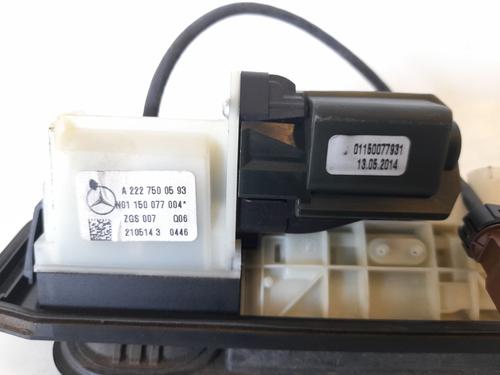 A 222 750 05 93
N01 150 077 004*
ZGS 007 Q06
210514 3 0446
01150077931
13.05.2014